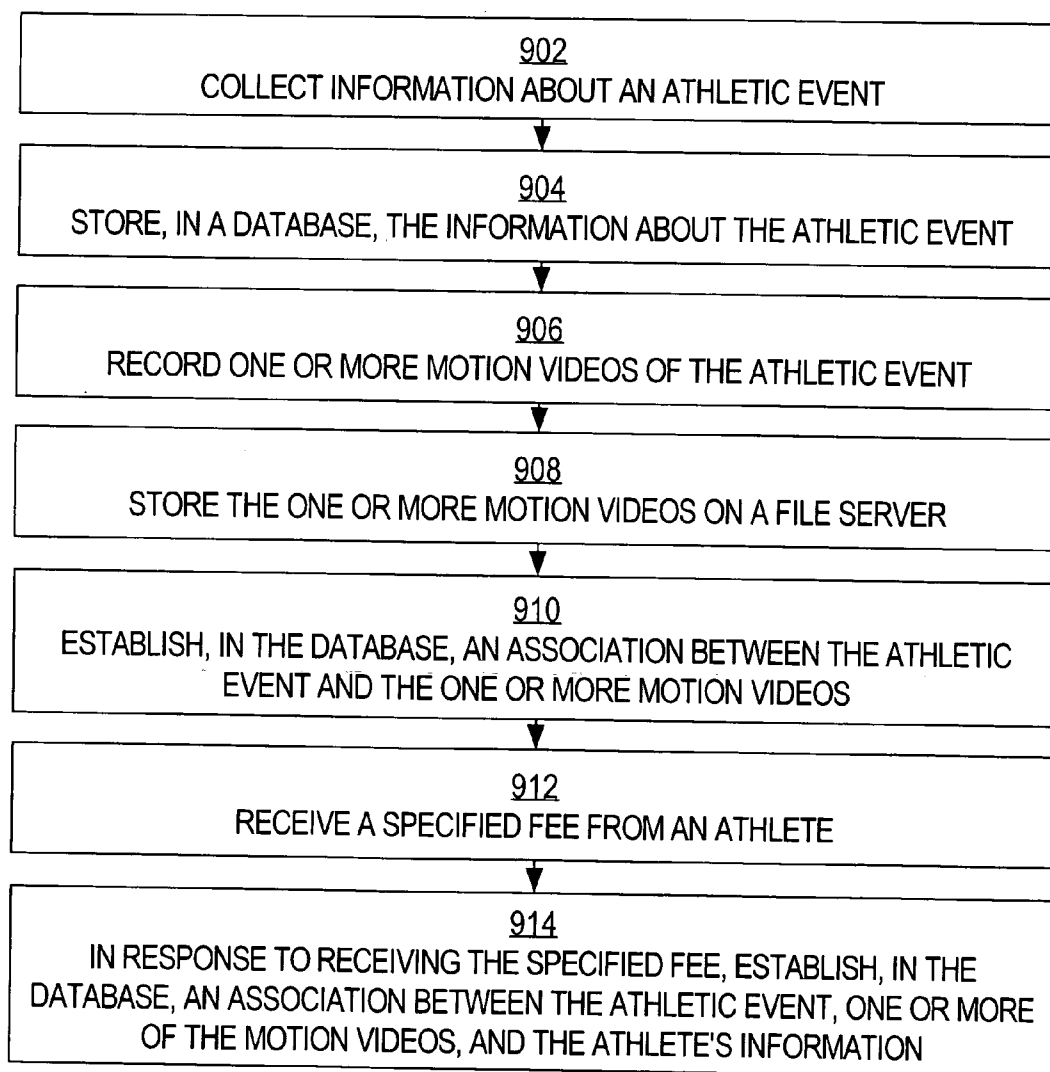 902
COLLECT INFORMATION ABOUT AN ATHLETIC EVENT
904
STORE, IN A DATABASE, THE INFORMATION ABOUT THE ATHLETIC EVENT
906
RECORD ONE OR MORE MOTION VIDEOS OF THE ATHLETIC EVENT
908
STORE THE ONE OR MORE MOTION VIDEOS ON A FILE SERVER
910
ESTABLISH, IN THE DATABASE, AN ASSOCIATION BETWEEN THE ATHLETIC
EVENT AND THE ONE OR MORE MOTION VIDEOS
912
RECEIVE A SPECIFIED FEE FROM AN ATHLETE
914
IN RESPONSE TO RECEIVING THE SPECIFIED FEE, ESTABLISH, IN THE
DATABASE, AN ASSOCIATION BETWEEN THE ATHLETIC EVENT, ONE OR MORE
OF THE MOTION VIDEOS, AND THE ATHLETE'S INFORMATION